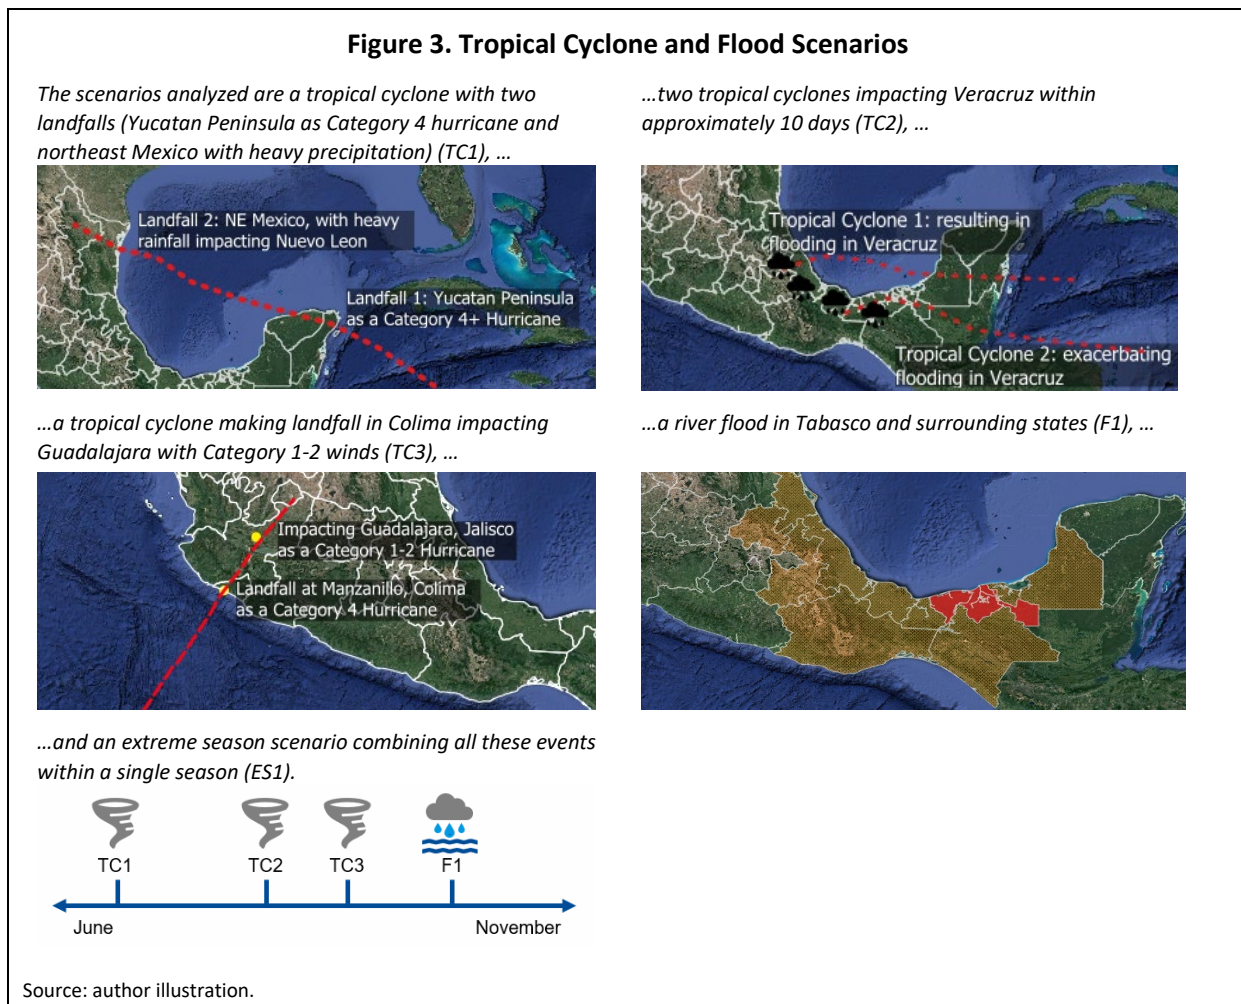 Figure 3. Tropical Cyclone and Flood Scenarios
The scenarios analyzed are a tropical cyclone with two
landfalls (Yucatan Peninsula as Category 4 hurricane and
northeast Mexico with heavy precipitation) (TC1), …
…two tropical cyclones impacting Veracruz within
approximately 10 days (TC2), …
Landfall 2: NE Mexico, with heavy
rainfall impacting Nuevo Leon
Landfall 1: Yucatan Peninsula
as a Category 4+ Hurricane
Tropical Cyclone 1: resulting in
flooding in Veracruz
Tropical Cyclone 2: exacerbating
flooding in Veracruz
…a tropical cyclone making landfall in Colima impacting
Guadalajara with Category 1-2 winds (TC3), …
…a river flood in Tabasco and surrounding states (F1), …
Impacting Guadalajara, Jalisco
as a Category 1-2 Hurricane
Landfall at Manzanillo, Colima
as a Category 4 Hurricane
…and an extreme season scenario combining all these events
within a single season (ES1).
TC1 TC2 TC3 F1
June November
Source: author illustration.